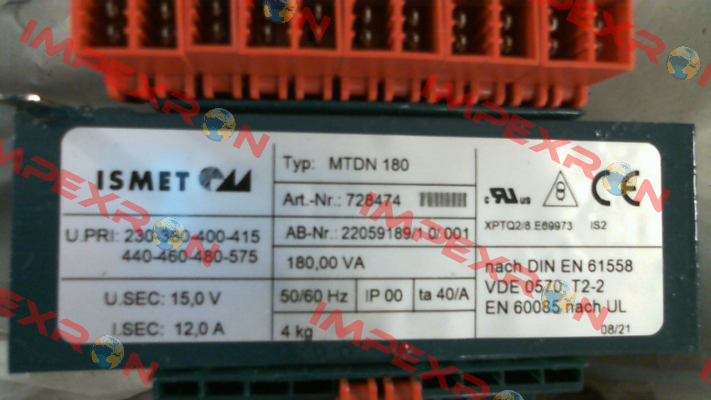 ISMET
Typ: MTDN 180
Art.-Nr.: 728474
AB-Nr.: 22059189/1.0/001
180,00 VA
50/60 Hz
IP 00
ta 40/A
4 kg
U.PRI: 230- -400-415
440-460-480-575
U.SEC: 15,0 V
I.SEC: 12,0 A
c RU us
CE
XPTQ2/8.E69973
IS2
nach DIN EN 61558
VDE 0570, T2-2
EN 60085 nach UL
08/21
IMPEXRON
IMPEXRON
IMPEXRON
IMPEXRON
IMPEXRON